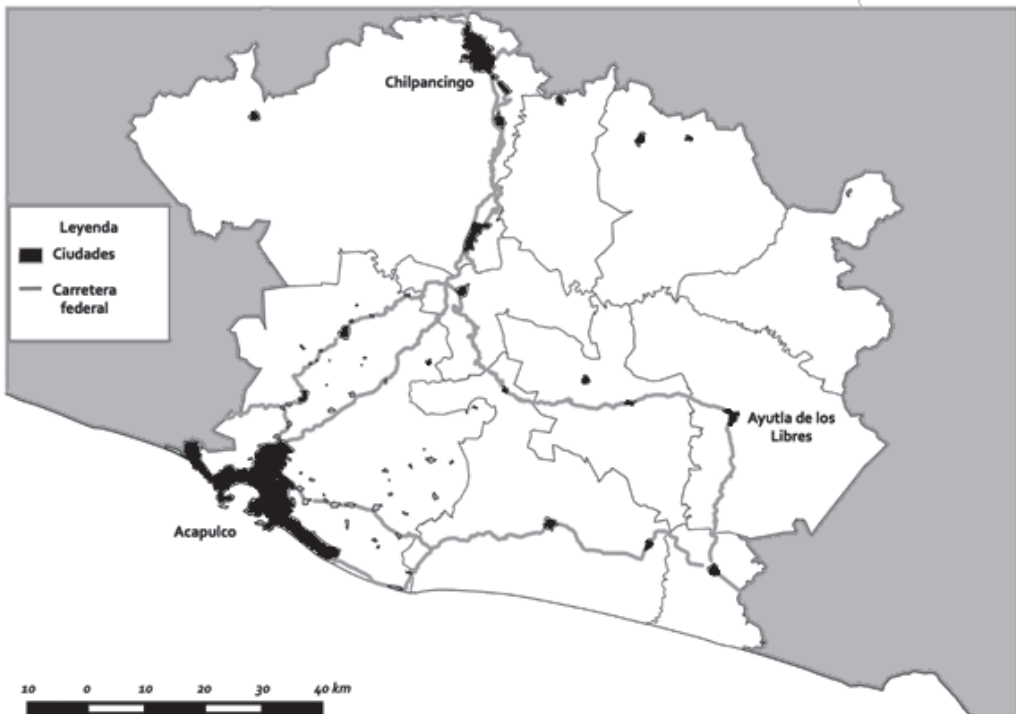 Chilpancingo
Leyenda
Ciudades
Carretera
federal
Ayutla de los
Libres
Acapulco
10 0 10 20 30 40 km